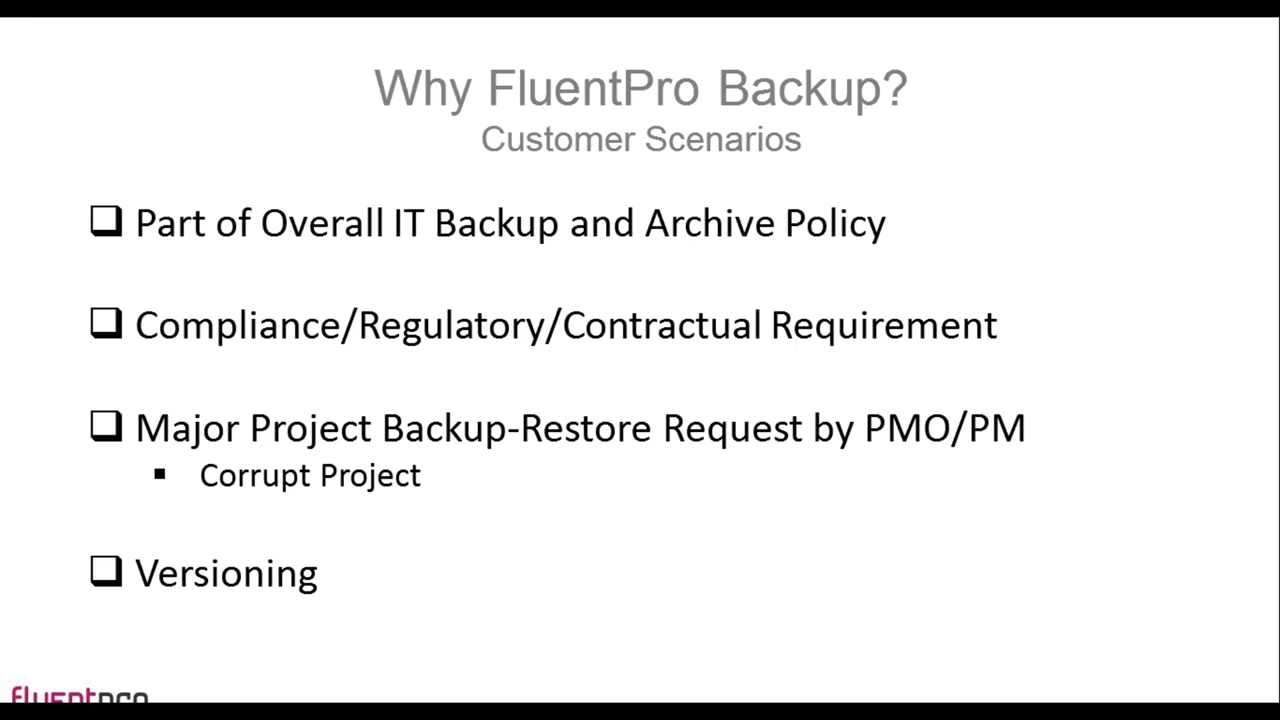 Why FluentPro Backup?
Customer Scenarios
Part of Overall IT Backup and Archive Policy
Compliance/Regulatory/Contractual Requirement
Major Project Backup-Restore Request by PMO/PM
Corrupt Project
Versioning
fluentpro